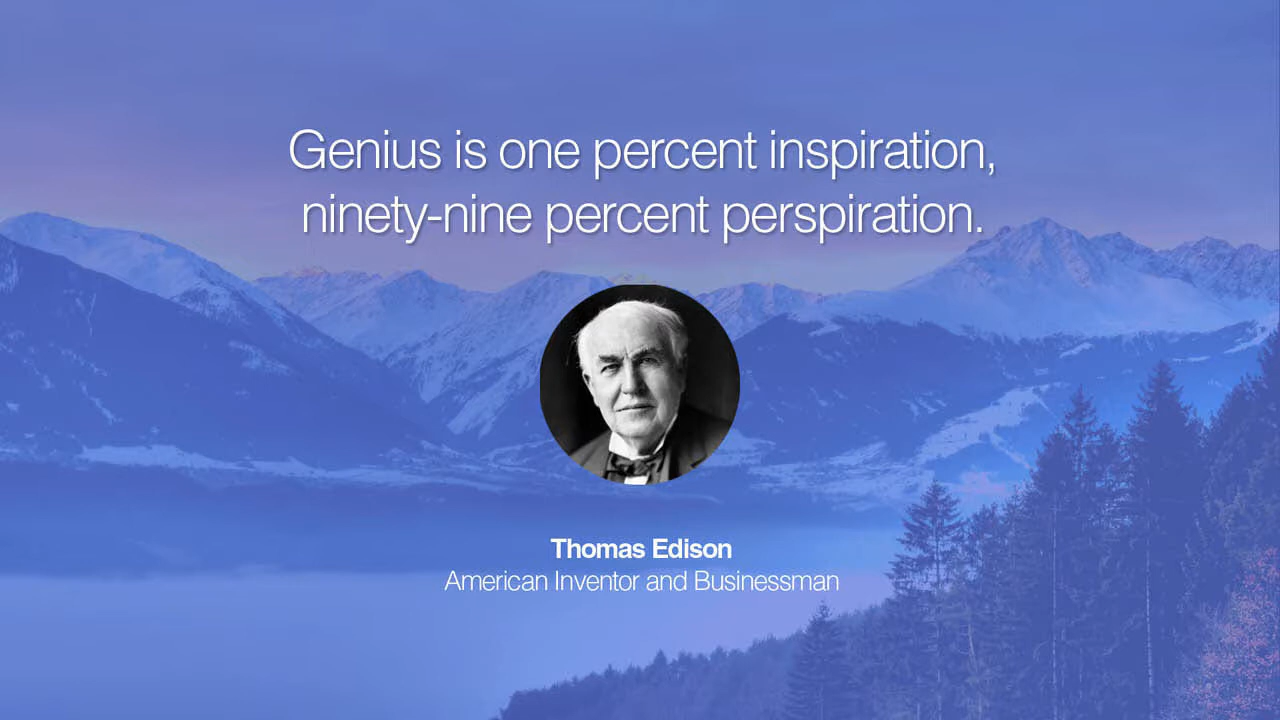 Genius is one percent inspiration,
ninety-nine percent perspiration.
Thomas Edison
American Inventor and Businessman